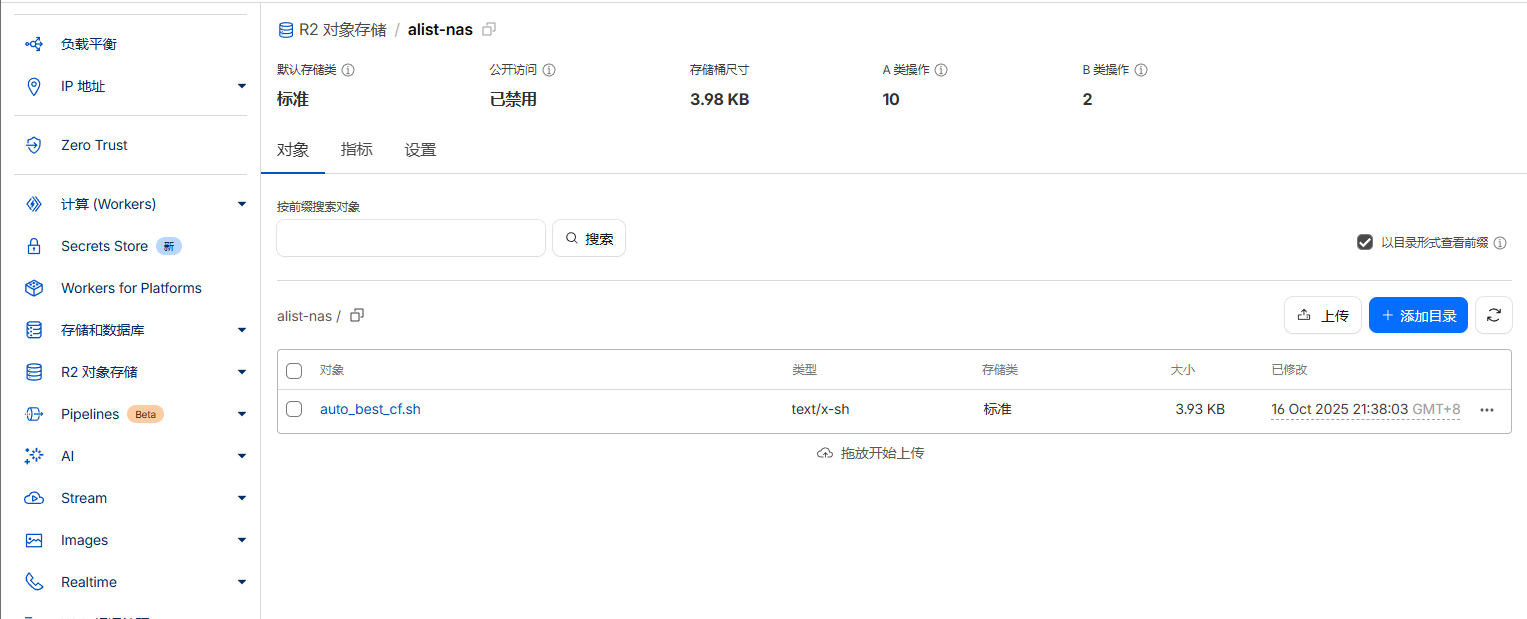 负载平衡
IP 地址
Zero Trust
计算 (Workers)
Secrets Store 新
Workers for Platforms
存储和数据库
R2 对象存储
Pipelines Beta
AI
Stream
Images
Realtime
R2 对象存储 / alist-nas
默认存储类 公开访问 存储桶尺寸 A 类操作 B 类操作
标准 已禁用 3.98 KB 10 2
对象 指标 设置
按前缀搜索对象
搜索 以目录形式查看前缀
alist-nas / 上传 添加目录
对象 类型 存储类 大小 已修改
auto_best_cf.sh text/x-sh 标准 3.93 KB 16 Oct 2025 21:38:03 GMT+8
拖放开始上传